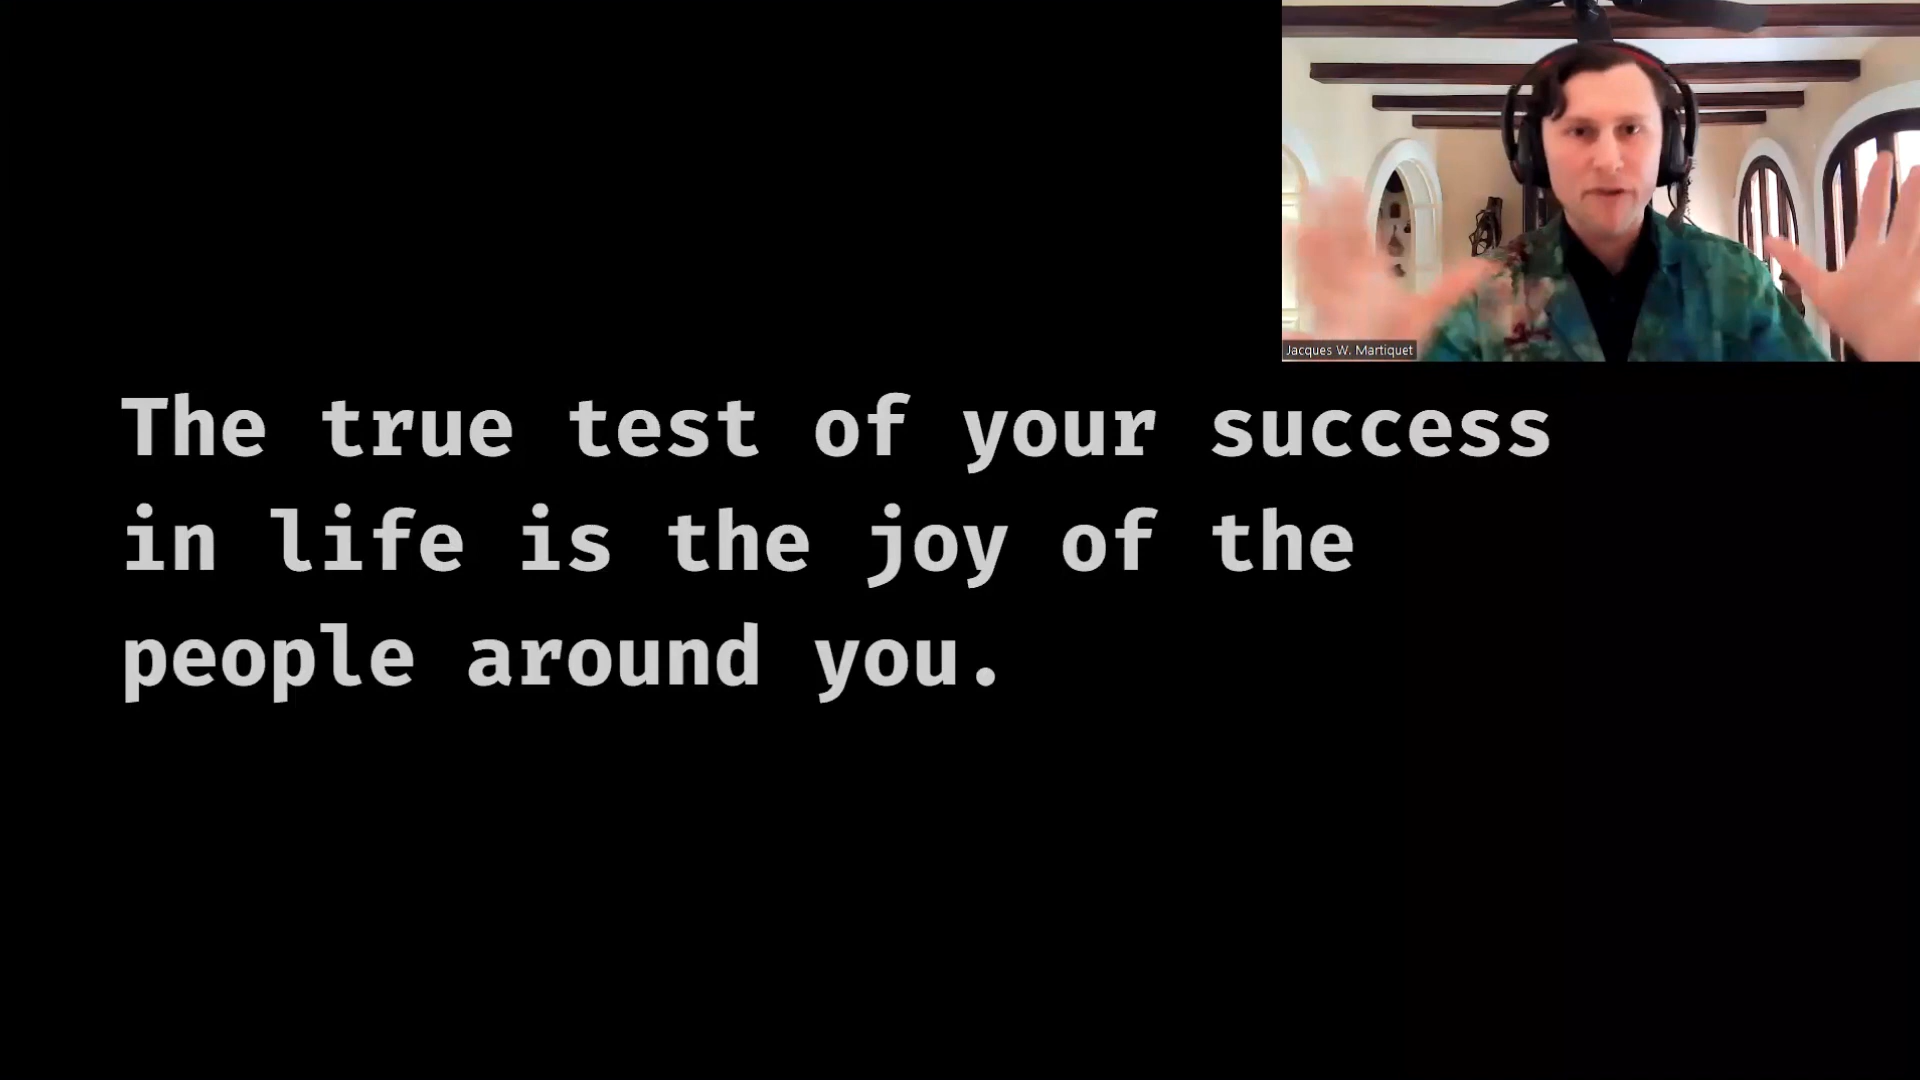 Jacques W. Martiquet
The true test of your success
in life is the joy of the
people around you.